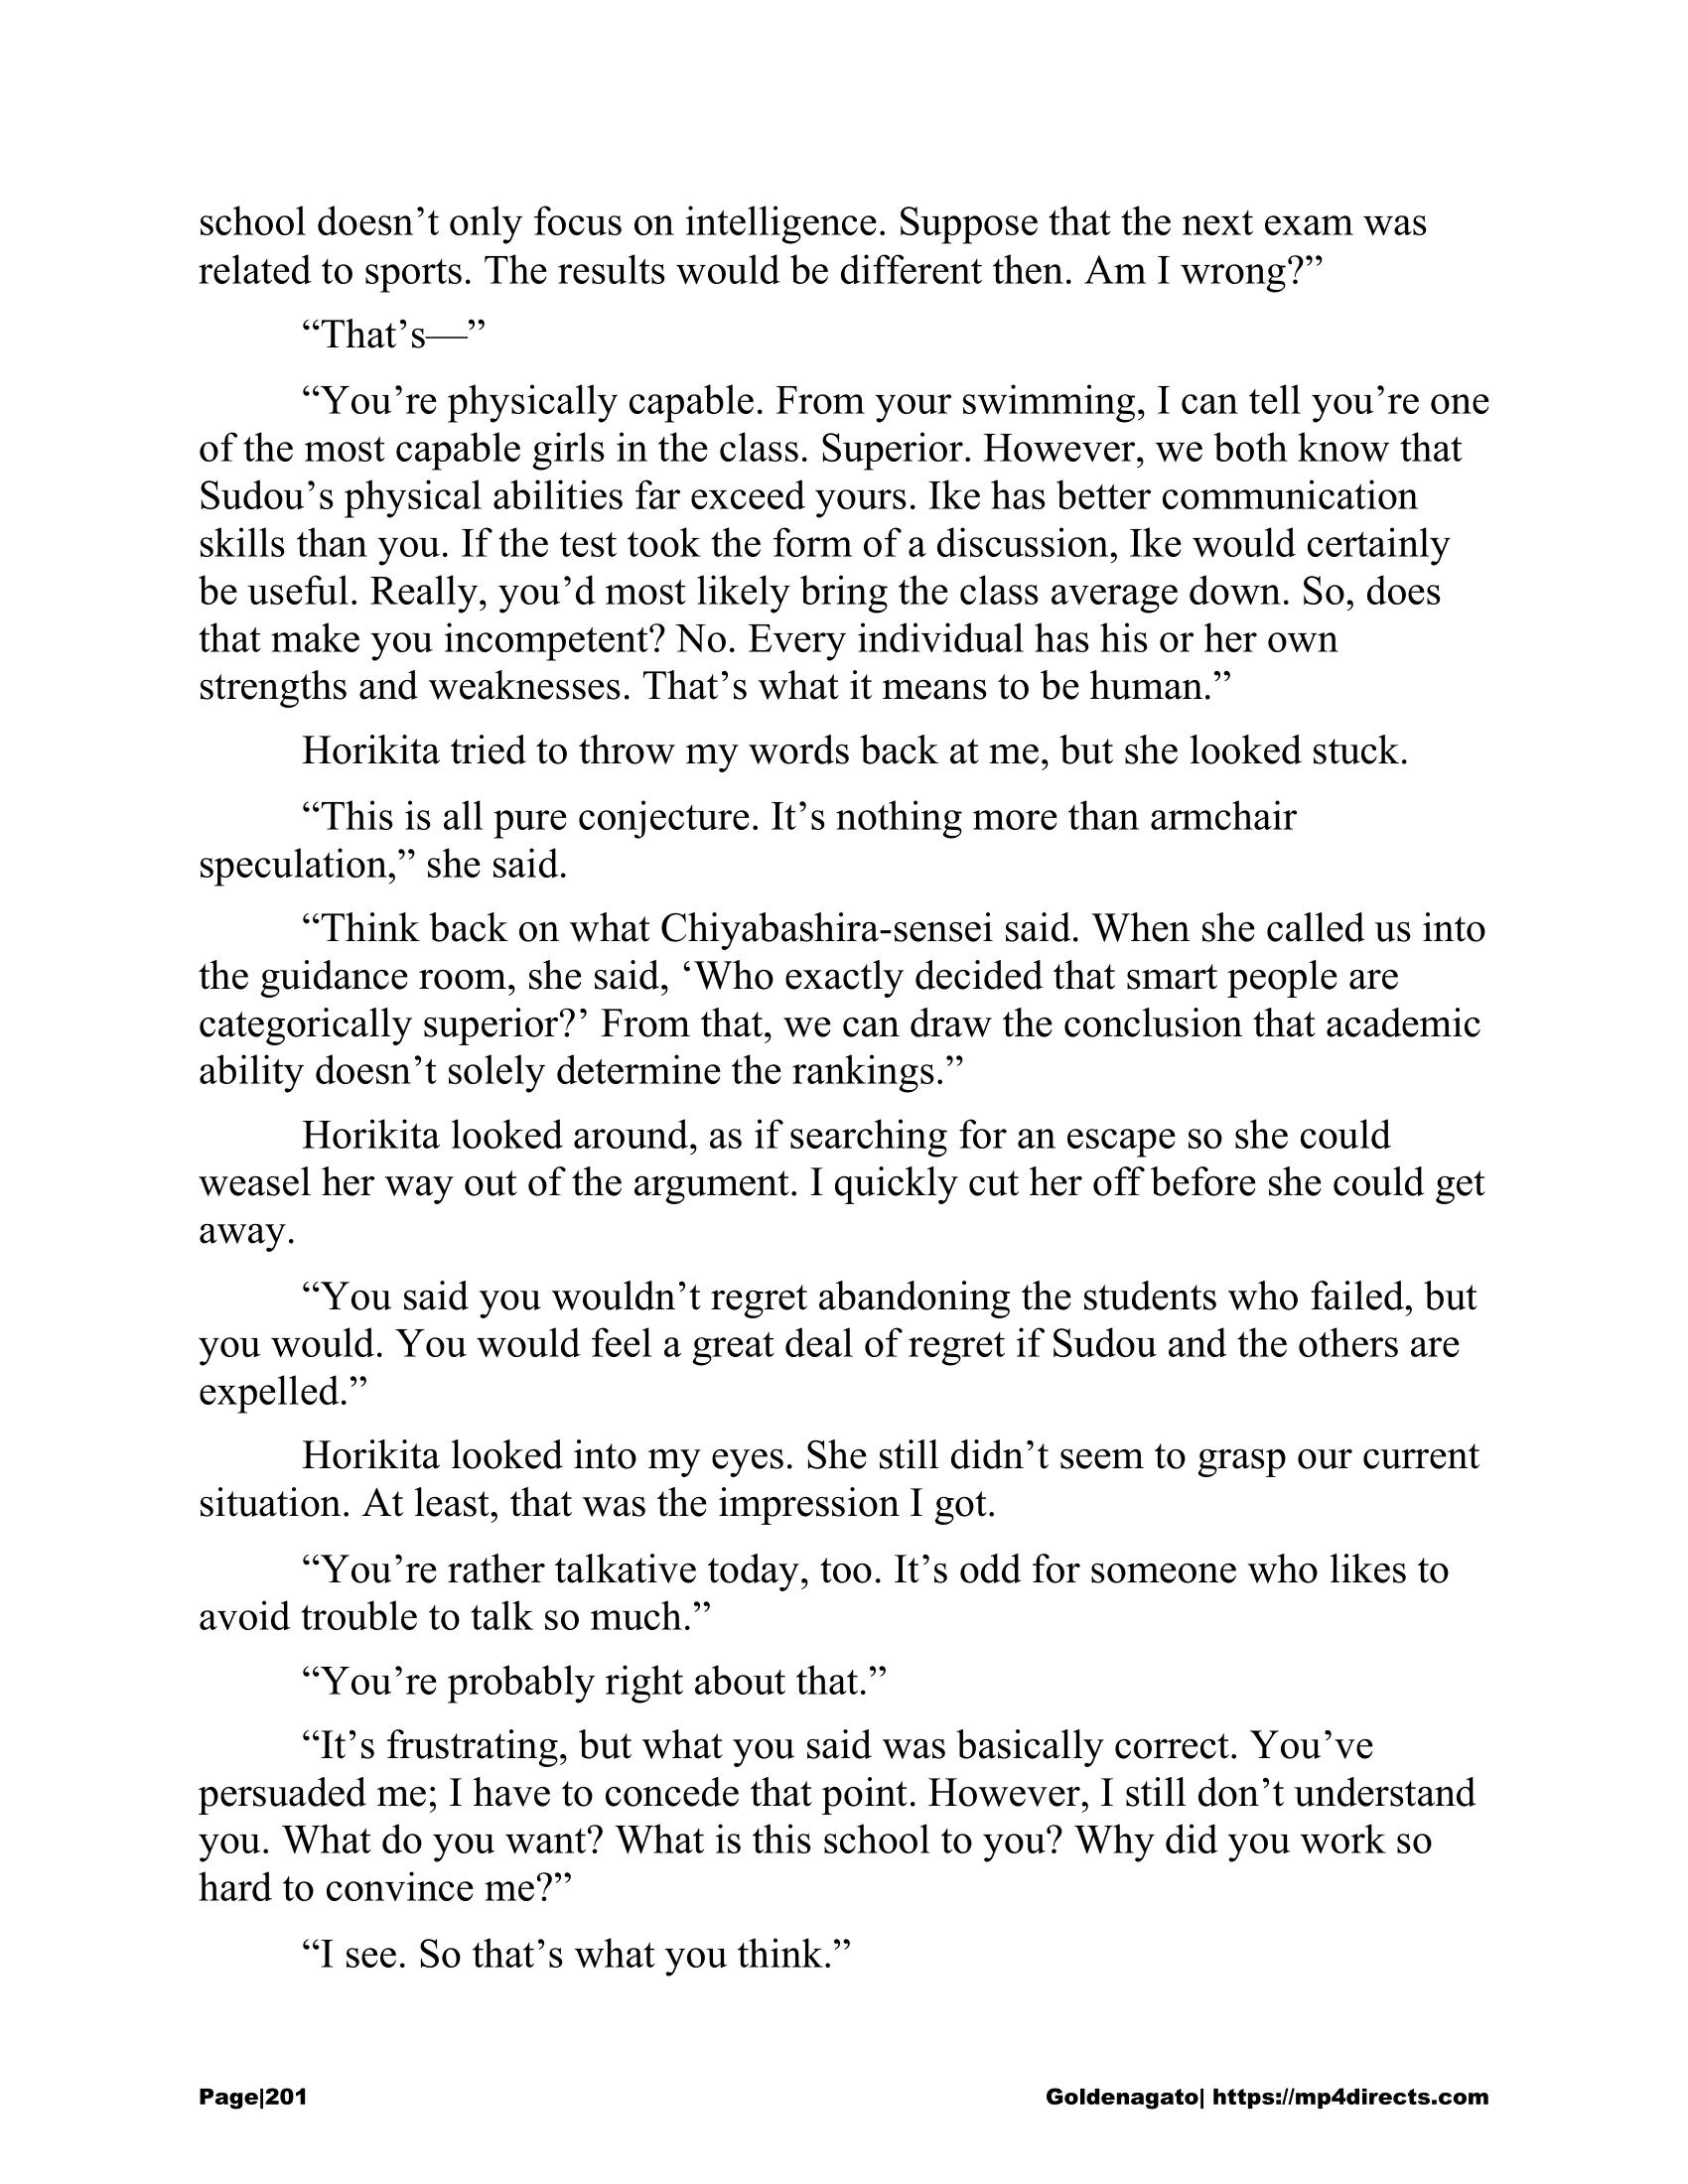 school doesn’t only focus on intelligence. Suppose that the next exam was
related to sports. The results would be different then. Am I wrong?”
“That’s—”
“You’re physically capable. From your swimming, I can tell you’re one
of the most capable girls in the class. Superior. However, we both know that
Sudou’s physical abilities far exceed yours. Ike has better communication
skills than you. If the test took the form of a discussion, Ike would certainly
be useful. Really, you’d most likely bring the class average down. So, does
that make you incompetent? No. Every individual has his or her own
strengths and weaknesses. That’s what it means to be human.”
Horikita tried to throw my words back at me, but she looked stuck.
“This is all pure conjecture. It’s nothing more than armchair
speculation,” she said.
“Think back on what Chiyabashira-sensei said. When she called us into
the guidance room, she said, ‘Who exactly decided that smart people are
categorically superior?’ From that, we can draw the conclusion that academic
ability doesn’t solely determine the rankings.”
Horikita looked around, as if searching for an escape so she could
weasel her way out of the argument. I quickly cut her off before she could get
away.
“You said you wouldn’t regret abandoning the students who failed, but
you would. You would feel a great deal of regret if Sudou and the others are
expelled.”
Horikita looked into my eyes. She still didn’t seem to grasp our current
situation. At least, that was the impression I got.
“You’re rather talkative today, too. It’s odd for someone who likes to
avoid trouble to talk so much.”
“You’re probably right about that.”
“It’s frustrating, but what you said was basically correct. You’ve
persuaded me; I have to concede that point. However, I still don’t understand
you. What do you want? What is this school to you? Why did you work so
hard to convince me?”
“I see. So that’s what you think.”
Page|201 Goldenagato| https://mp4directs.com